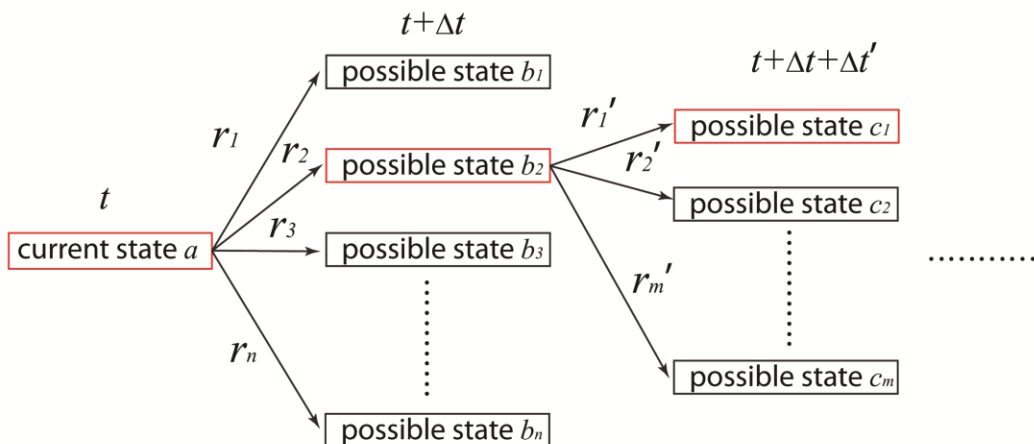 t
current state a
r1
r2
r3
rn
t+Δt
possible state b1
possible state b2
possible state b3
possible state bn
r1′
r2′
rm′
t+Δt+Δt′
possible state c1
possible state c2
possible state cm